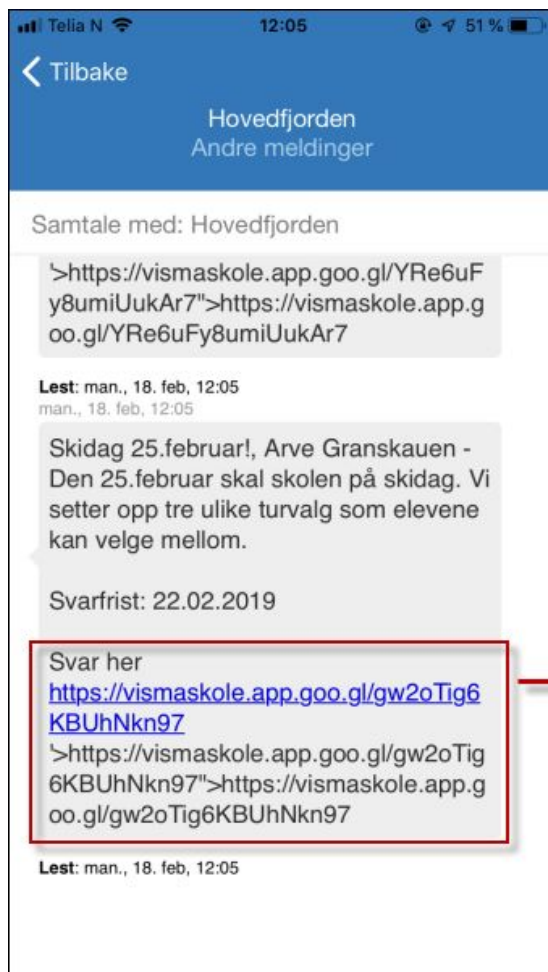 Telia N 12:05 51 %
Tilbake
Hovedfjorden
Andre meldinger
Samtale med: Hovedfjorden
'>https://vismaskole.app.goo.gl/YRe6uF
y8umiUukAr7">https://vismaskole.app.g
oo.gl/YRe6uFy8umiUukAr7
Lest: man., 18. feb, 12:05
man., 18. feb, 12:05
Skidag 25.februar!, Arve Granskauen -
Den 25.februar skal skolen på skidag. Vi
setter opp tre ulike turvalg som elevene
kan velge mellom.
Svarfrist: 22.02.2019
Svar her
https://vismaskole.app.goo.gl/gw2oTig6
KBUhNkn97
'>https://vismaskole.app.goo.gl/gw2oTig
6KBUhNkn97">https://vismaskole.app.g
oo.gl/gw2oTig6KBUhNkn97
Lest: man., 18. feb, 12:05